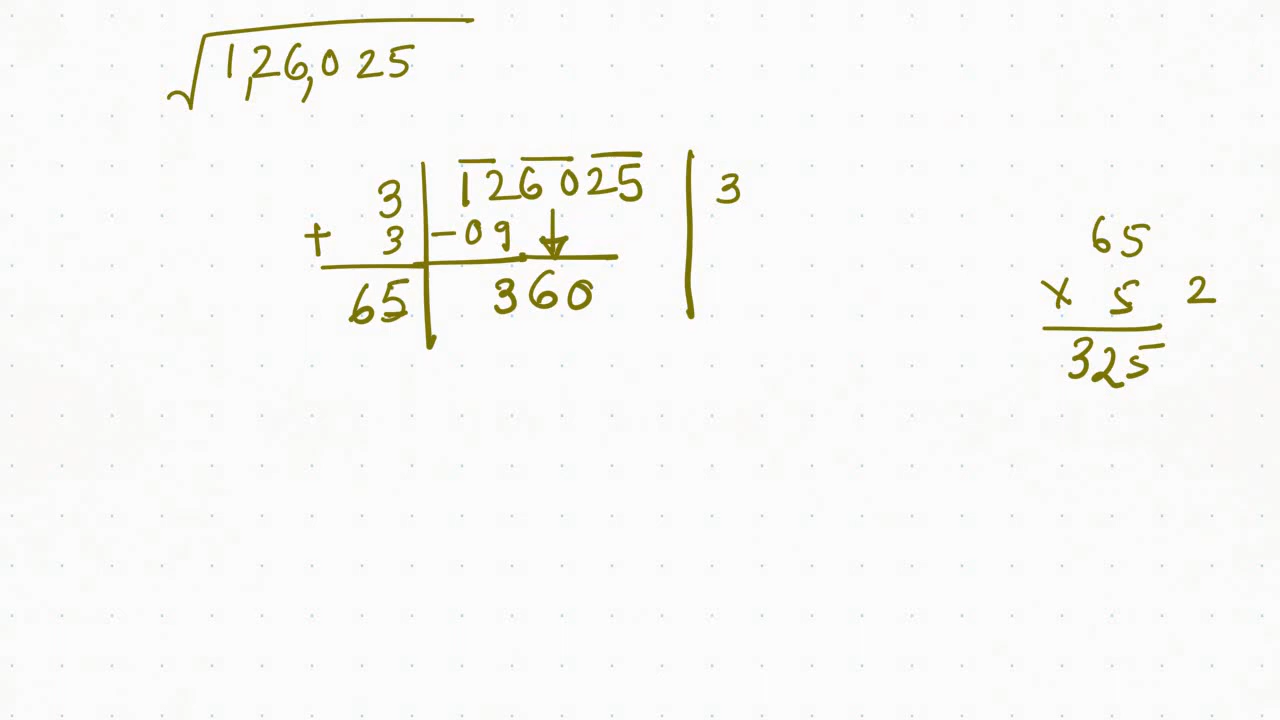 √1,26,025
3 | 126025 | 3
+ 3 | -09 ↓
65 | 360
65
× 5 2
325